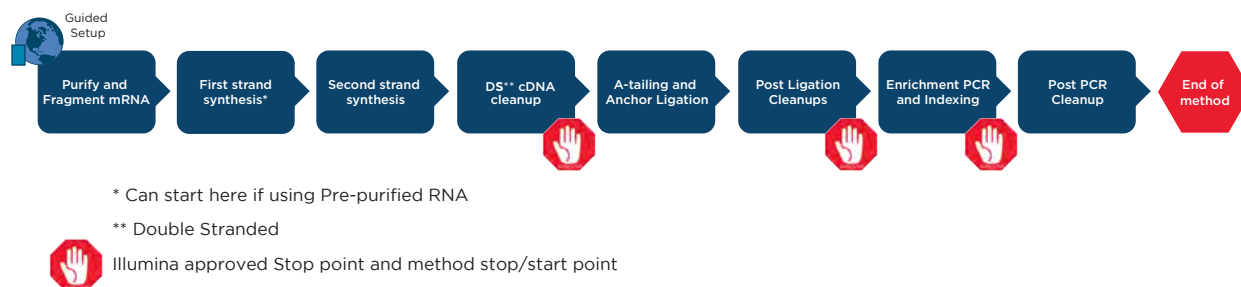 Guided
Setup
Purify and
Fragment mRNA
First strand
synthesis*
Second strand
synthesis
DS** cDNA
cleanup
A-tailing and
Anchor Ligation
Post Ligation
Cleanups
Enrichment PCR
and Indexing
Post PCR
Cleanup
End of
method
* Can start here if using Pre-purified RNA
** Double Stranded
Illumina approved Stop point and method stop/start point